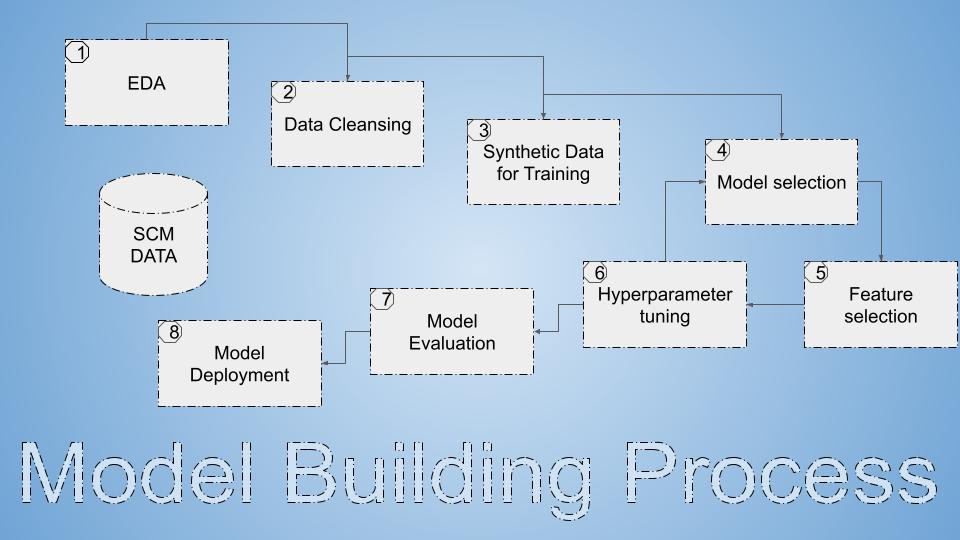 1
EDA
2
Data Cleansing
3
Synthetic Data
for Training
4
Model selection
SCM
DATA
5
Feature
selection
6
Hyperparameter
tuning
7
Model
Evaluation
8
Model
Deployment
Model Building Process